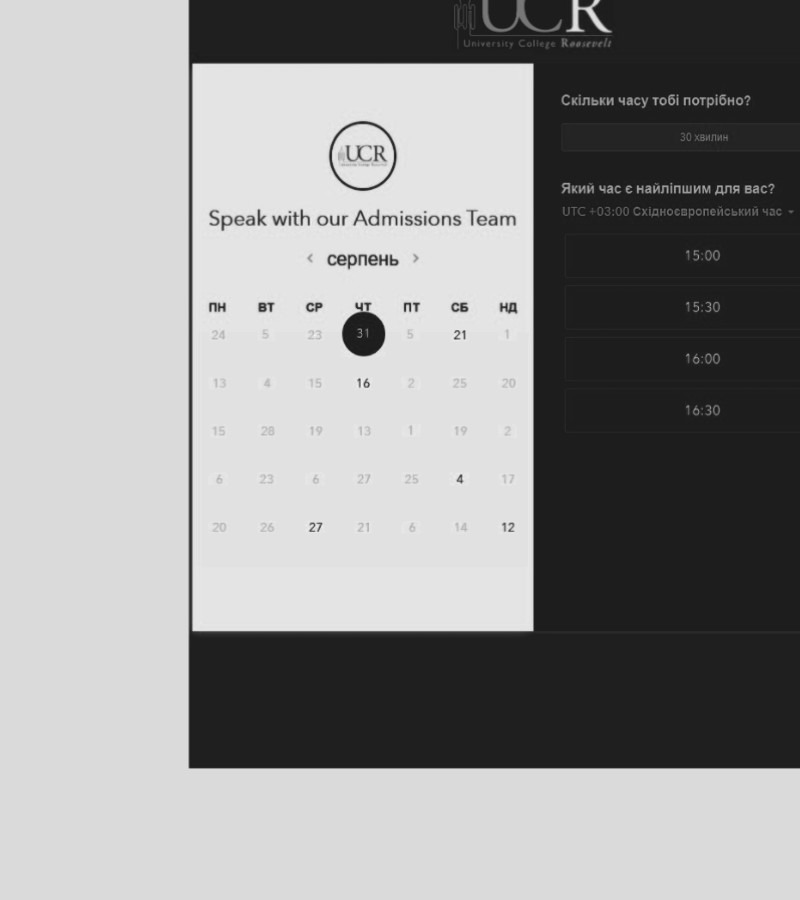 UCR
University College Roosevelt
UCR
University College Roosevelt
Speak with our Admissions Team
серпень
ПН ВТ СР ЧТ ПТ СБ НД
24 5 23 31 5 21 1
13 4 15 16 2 25 20
15 28 19 13 1 19 2
6 23 6 27 25 4 17
20 26 27 21 6 14 12
Скільки часу тобі потрібно?
30 хвилин
Який час є найліпшим для вас?
UTC +03:00 Східноєвропейський час
15:00
15:30
16:00
16:30